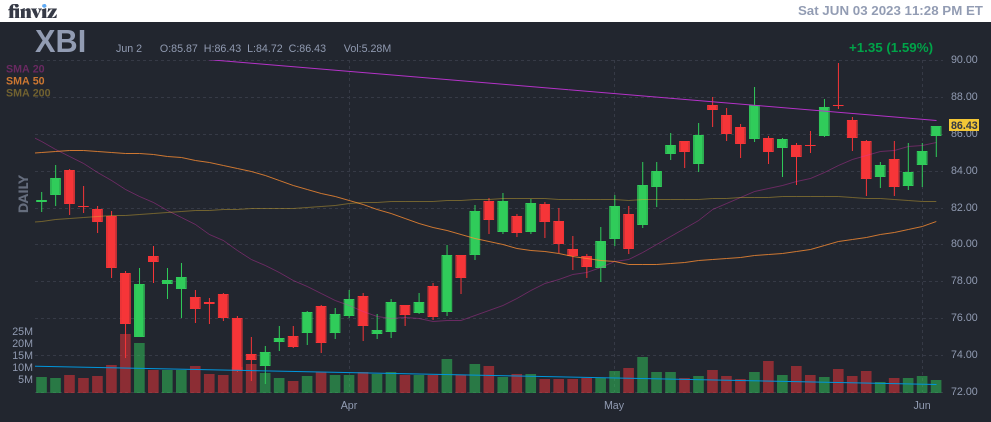 finviz
Sat JUN 03 2023 11:28 PM ET
XBI
Jun 2 O:85.87 H:86.43 L:84.72 C:86.43 Vol:5.28M
+1.35 (1.59%)
SMA 20
SMA 50
SMA 200
DAILY
90.00
88.00
86.43
86.00
84.00
82.00
80.00
78.00
76.00
74.00
72.00
25M
20M
15M
10M
5M
Apr May Jun